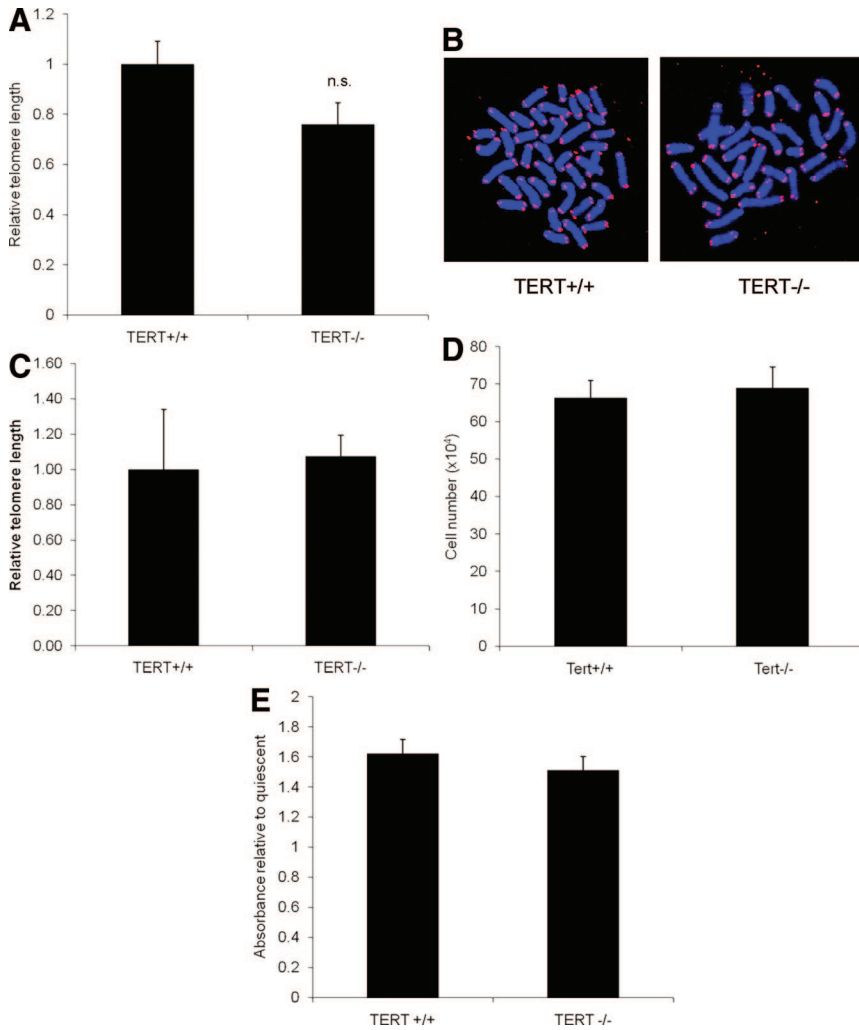 A
Relative telomere length
1.2
1
0.8
0.6
0.4
0.2
0
n.s.
TERT+/+
TERT-/-
B
TERT+/+
TERT-/-
C
Relative telomere length
1.60
1.40
1.20
1.00
0.80
0.60
0.40
0.20
0.00
TERT+/+
TERT-/-
D
Cell number (x10⁴)
80
70
60
50
40
30
20
10
0
Tert+/+
Tert-/-
E
Absorbance relative to quiescent
2
1.8
1.6
1.4
1.2
1
0.8
0.6
0.4
0.2
0
TERT +/+
TERT -/-